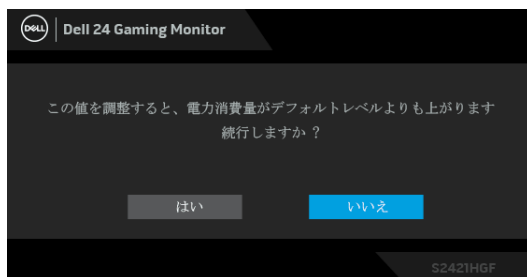 DELL
Dell 24 Gaming Monitor
この値を調整すると、電力消費量がデフォルトレベルよりも上がります
続行しますか ?
はい
いいえ
S2421HGF